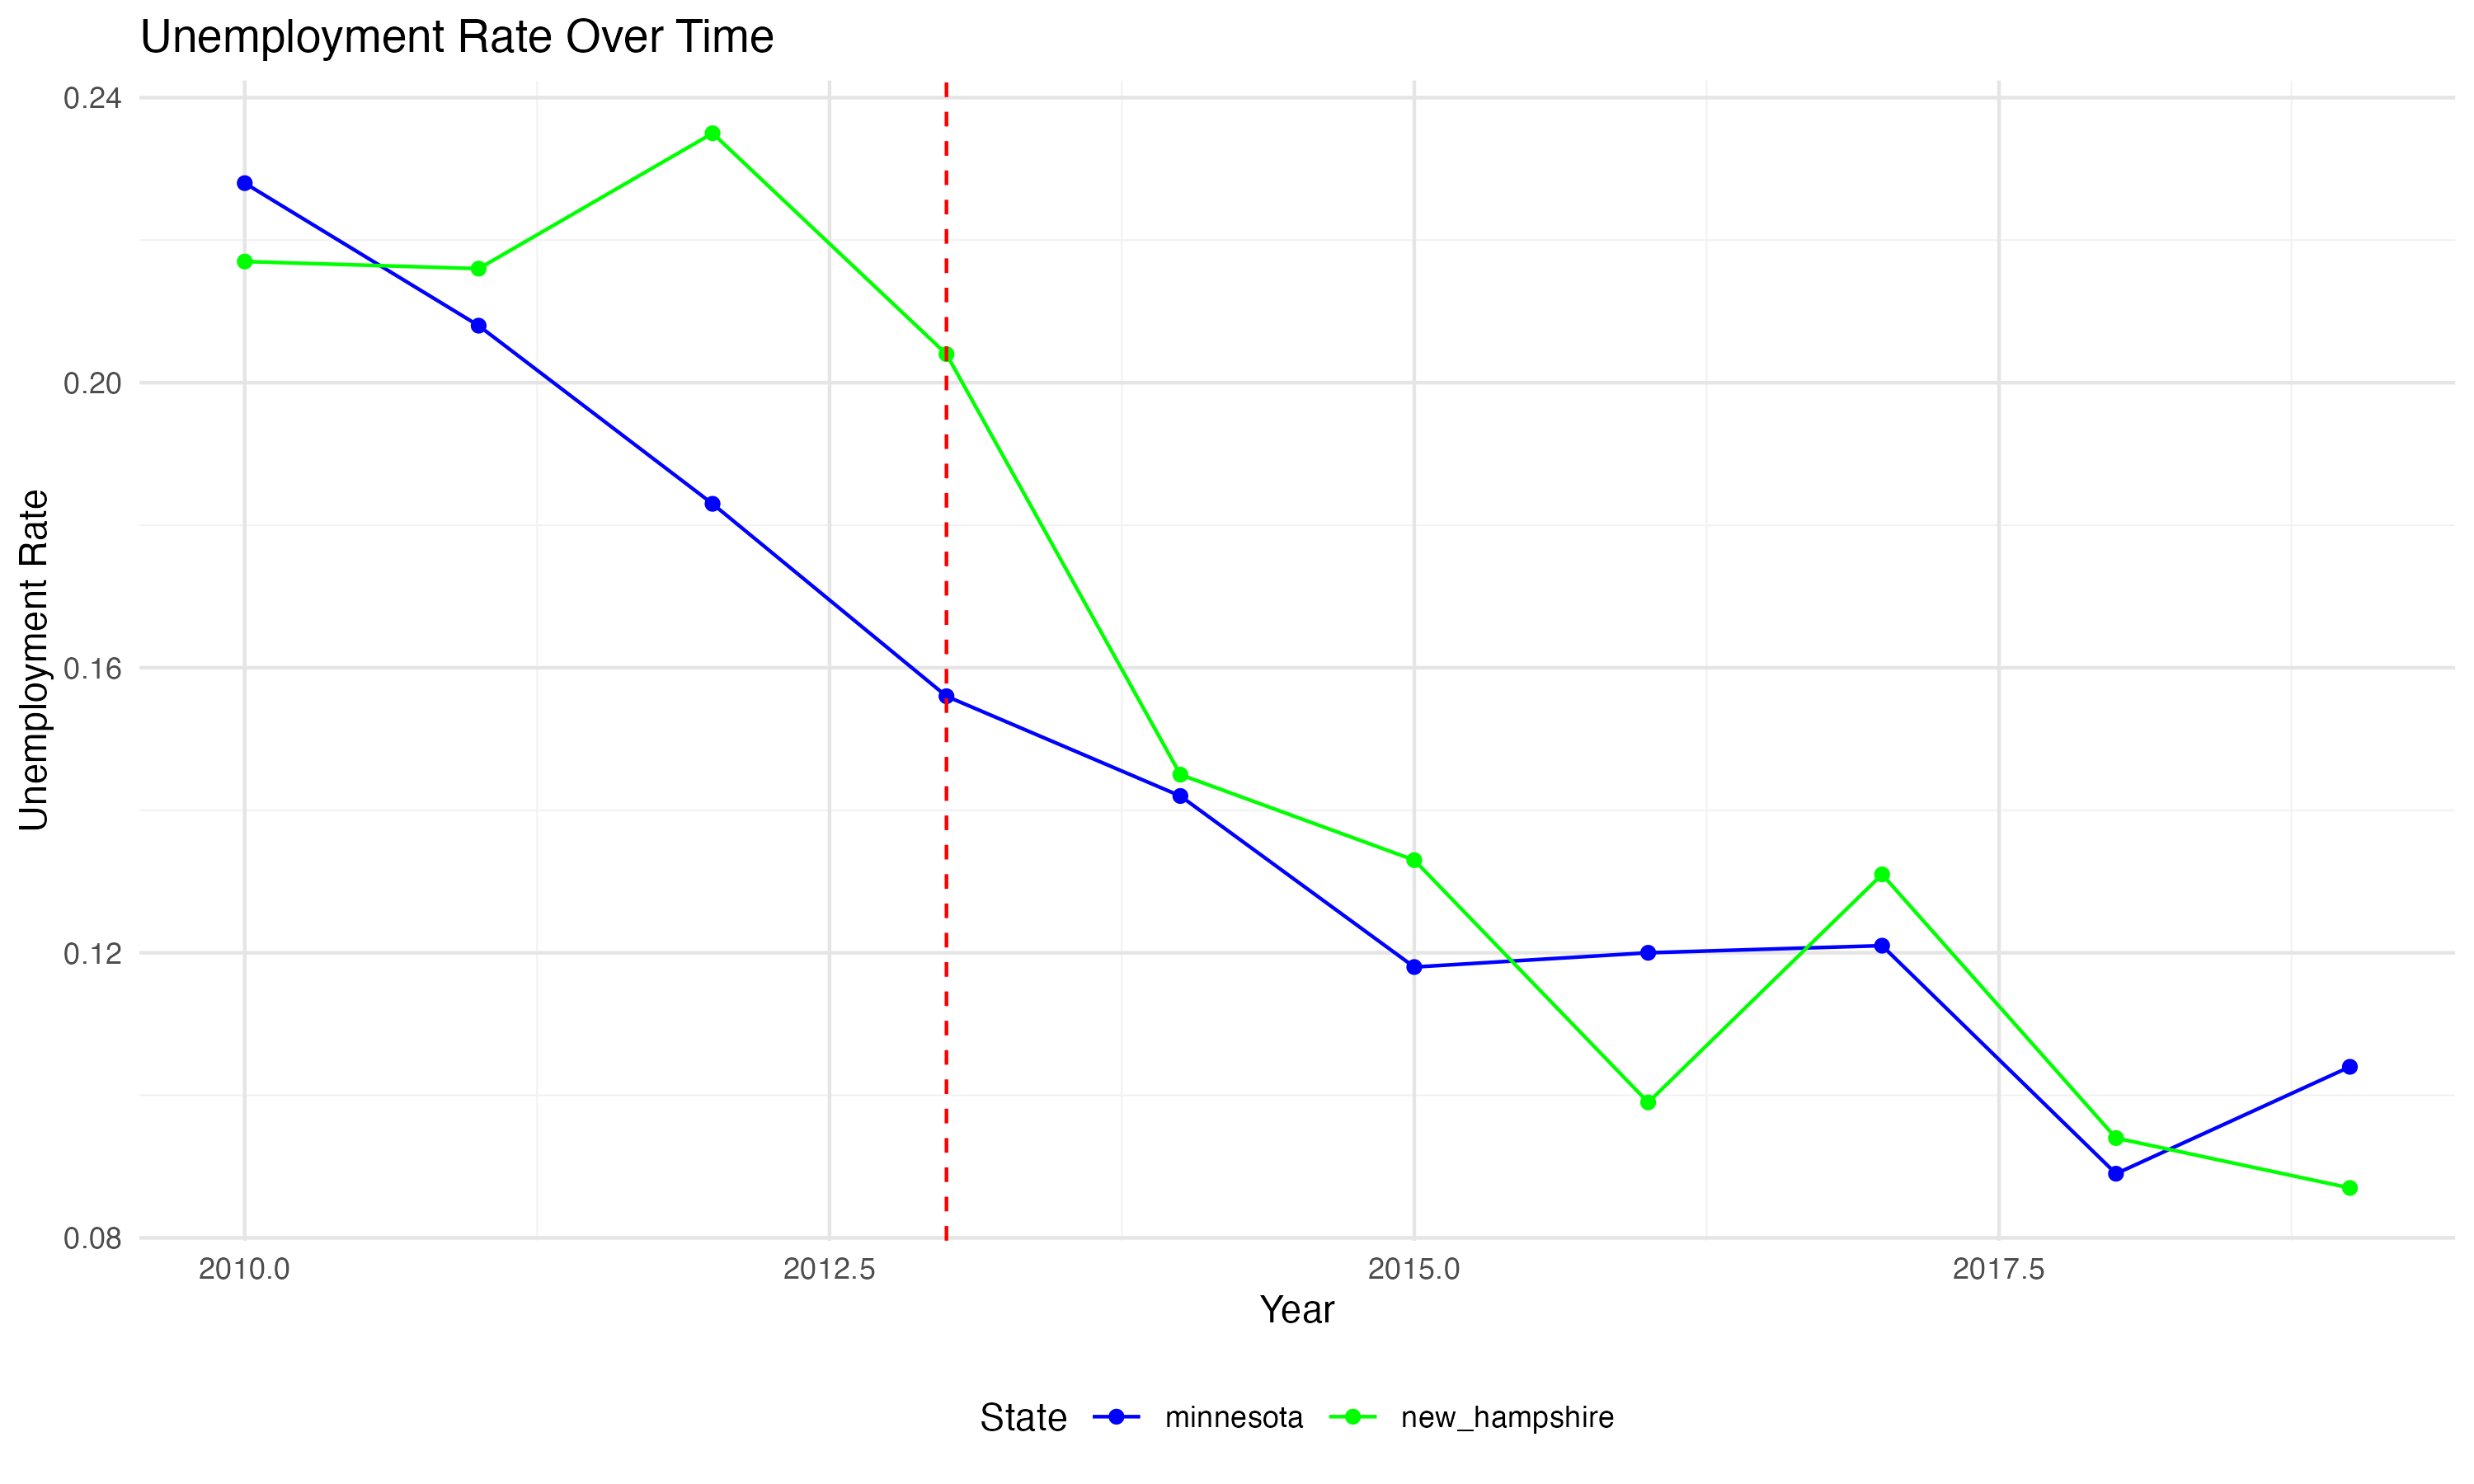 Unemployment Rate Over Time
Unemployment Rate
0.24
0.20
0.16
0.12
0.08
2010.0 2012.5 2015.0 2017.5
Year
State minnesota new_hampshire